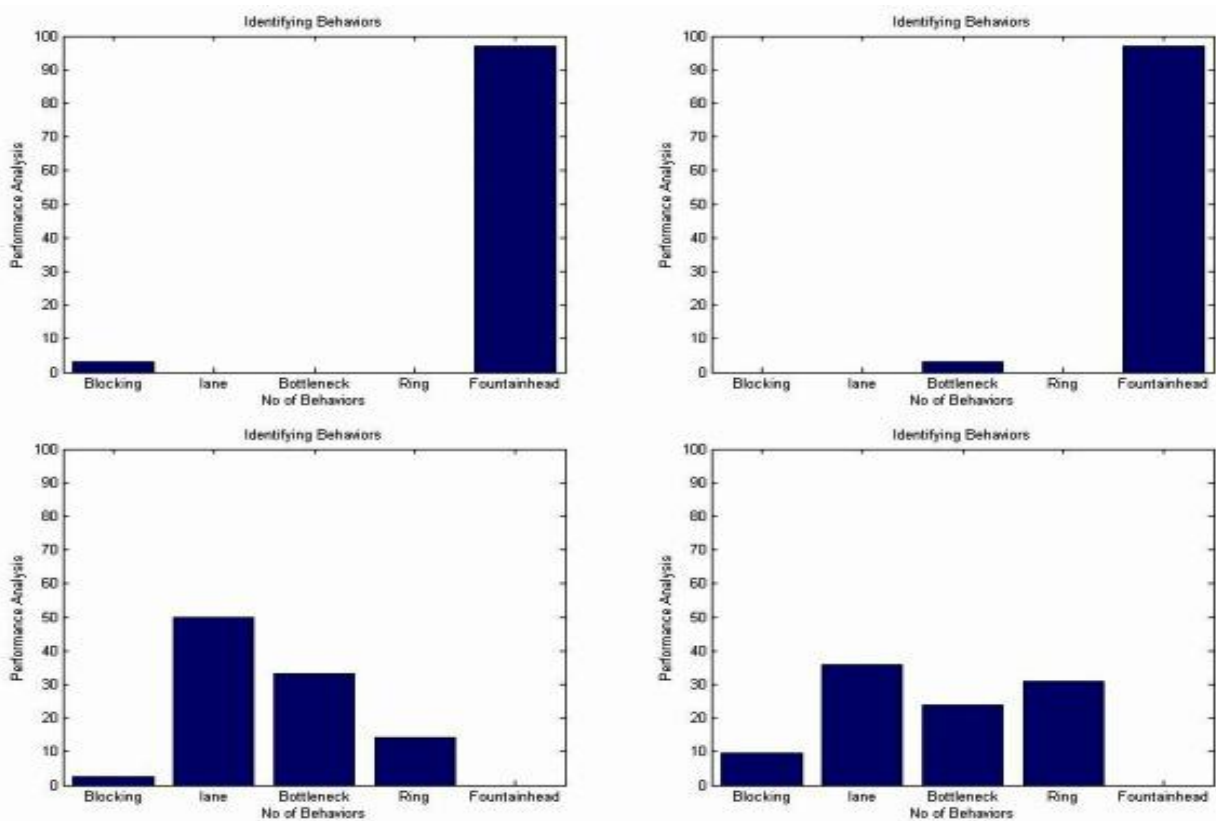 Identifying Behaviors
100
90
80
70
60
50
40
30
20
10
0
Performance Analysis
Blocking lane Bottleneck Ring Fountainhead
No of Behaviors
Identifying Behaviors
100
90
80
70
60
50
40
30
20
10
0
Performance Analysis
Blocking lane Bottleneck Ring Fountainhead
No of Behaviors
Identifying Behaviors
100
90
80
70
60
50
40
30
20
10
0
Performance Analysis
Blocking lane Bottleneck Ring Fountainhead
No of Behaviors
Identifying Behaviors
100
90
80
70
60
50
40
30
20
10
0
Performance Analysis
Blocking lane Bottleneck Ring Fountainhead
No of Behaviors